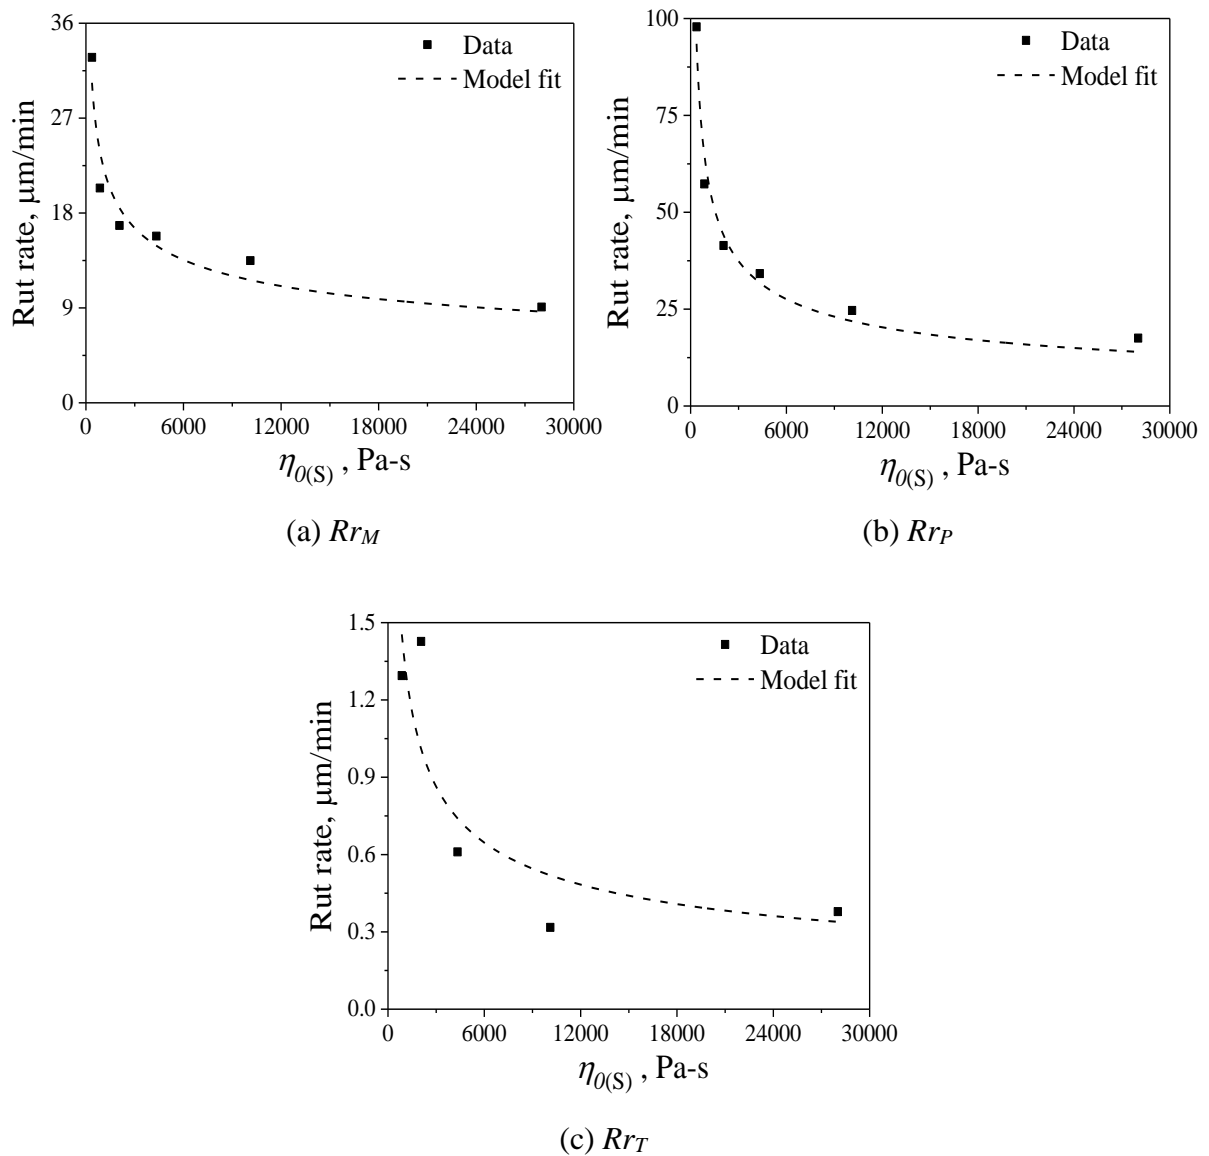 36
27
18
9
0
Rut rate, µm/min
Data
Model fit
0 6000 12000 18000 24000 30000
η0(S) , Pa-s
(a) RrM
100
75
50
25
0
Rut rate, µm/min
Data
Model fit
0 6000 12000 18000 24000 30000
η0(S) , Pa-s
(b) RrP
1.5
1.2
0.9
0.6
0.3
0.0
Rut rate, µm/min
Data
Model fit
0 6000 12000 18000 24000 30000
η0(S) , Pa-s
(c) RrT